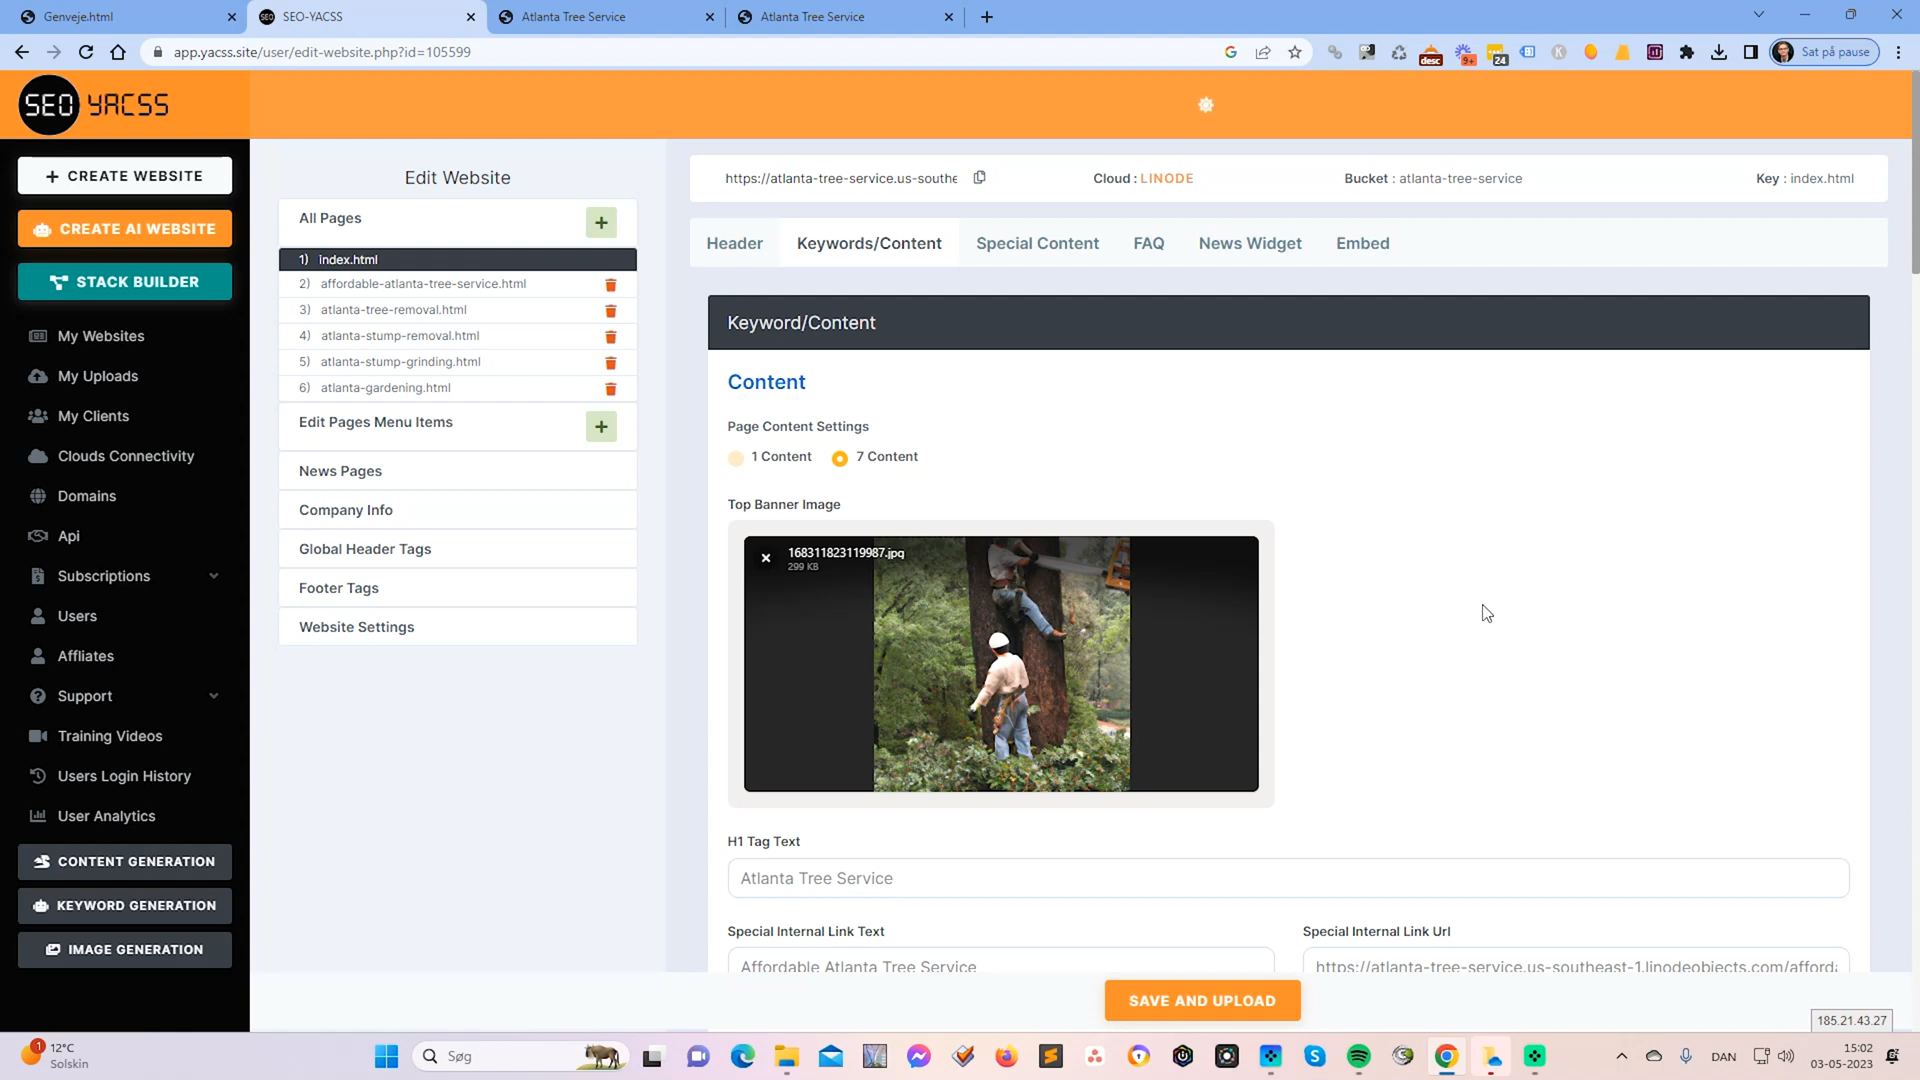 Genveje.html
SEO-YACSS
Atlanta Tree Service
Atlanta Tree Service
app.yacss.site/user/edit-website.php?id=105599
desc
9+
24
Sat på pause
SEO YACSS
CREATE WEBSITE
CREATE AI WEBSITE
STACK BUILDER
My Websites
My Uploads
My Clients
Clouds Connectivity
Domains
Api
Subscriptions
Users
Affliates
Support
Training Videos
Users Login History
User Analytics
CONTENT GENERATION
KEYWORD GENERATION
IMAGE GENERATION
Edit Website
All Pages
1) index.html
2) affordable-atlanta-tree-service.html
3) atlanta-tree-removal.html
4) atlanta-stump-removal.html
5) atlanta-stump-grinding.html
6) atlanta-gardening.html
Edit Pages Menu Items
News Pages
Company Info
Global Header Tags
Footer Tags
Website Settings
https://atlanta-tree-service.us-southe
Cloud : LINODE
Bucket : atlanta-tree-service
Key : index.html
Header
Keywords/Content
Special Content
FAQ
News Widget
Embed
Keyword/Content
Content
Page Content Settings
1 Content
7 Content
Top Banner Image
168311823119987.jpg
299 KB
H1 Tag Text
Atlanta Tree Service
Special Internal Link Text
Special Internal Link Url
Affordable Atlanta Tree Service
https://atlanta-tree-service.us-southeast-1.linodeobjects.com/afforda
SAVE AND UPLOAD
185.21.43.27
1
12°C
Solskin
Søg
DAN
15:02
03-05-2023